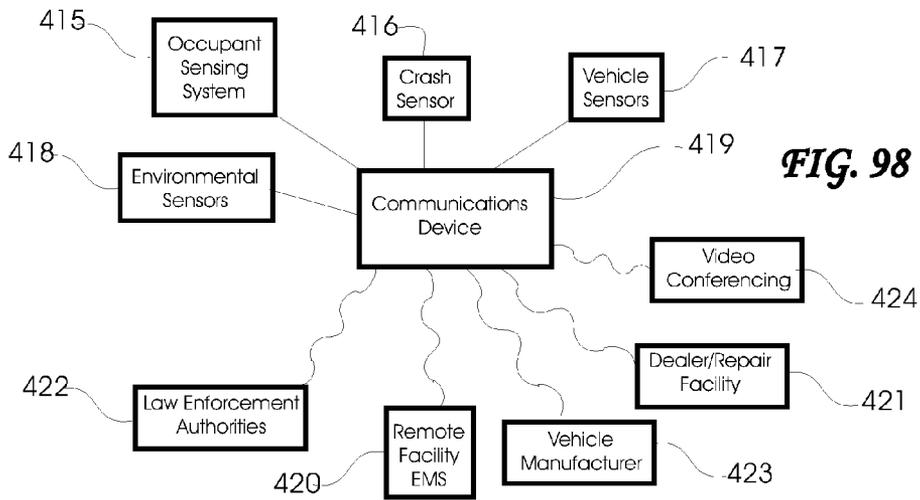 415
Occupant
Sensing
System
416
Crash
Sensor
Vehicle
Sensors
417
418
Environmental
Sensors
Communications
Device
419
FIG. 98
Video
Conferencing
424
422
Law Enforcement
Authorities
420
Remote
Facility
EMS
Vehicle
Manufacturer
423
Dealer/Repair
Facility
421